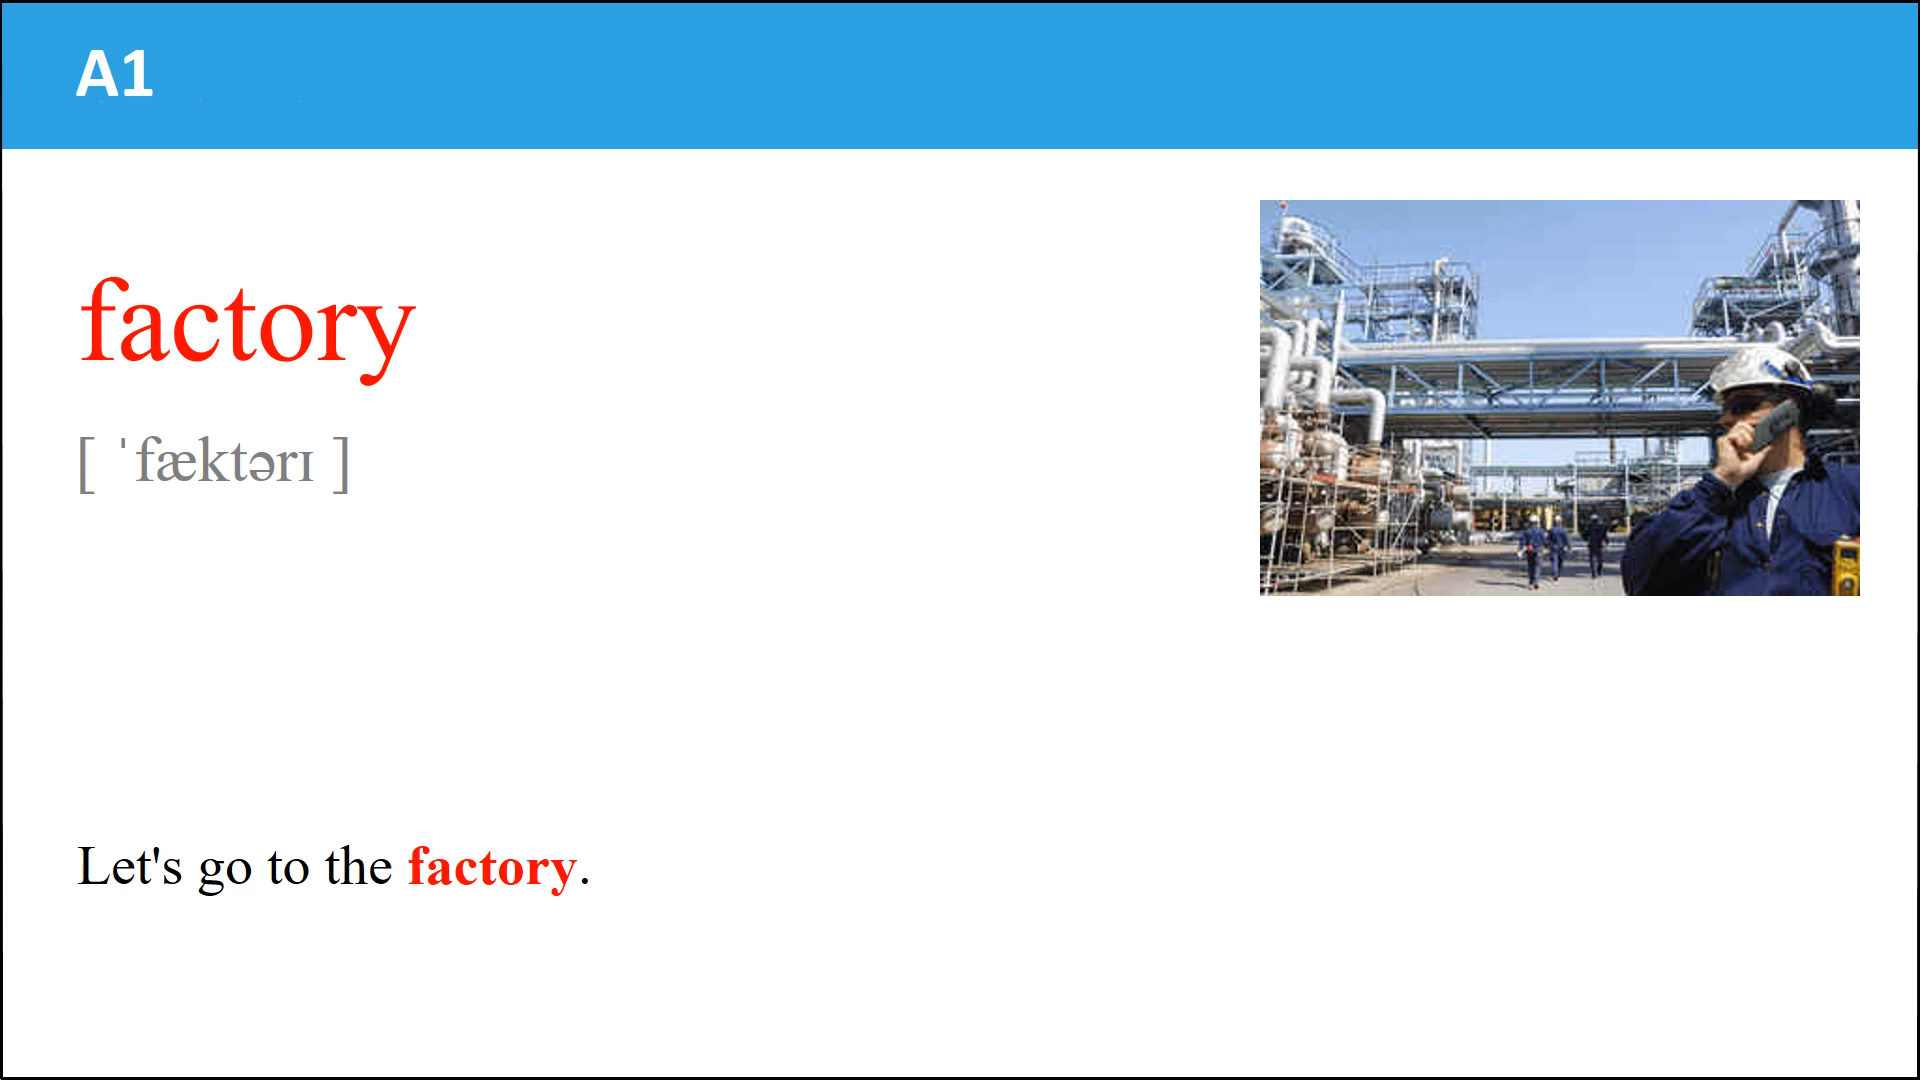 A1
factory
[ ˈfæktərɪ ]
Let's go to the factory.